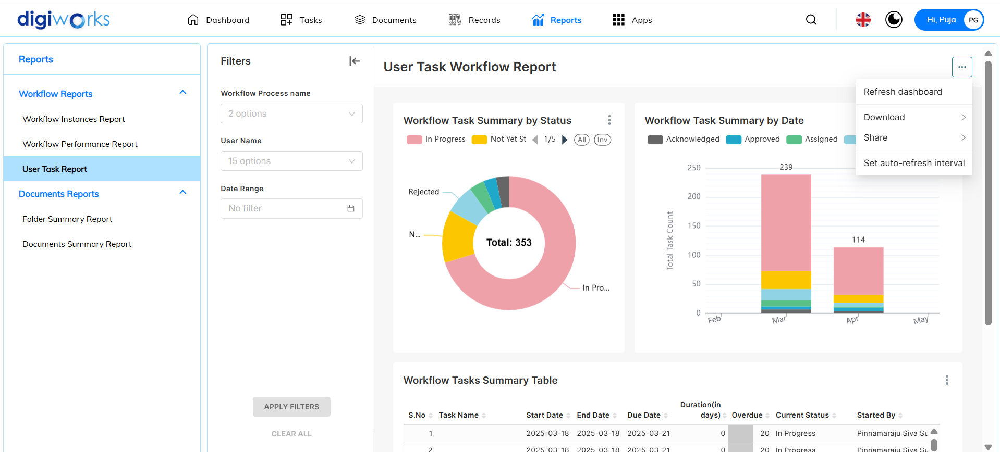 digiworks
Dashboard
Tasks
Documents
Records
Reports
Apps
Hi, Puja
PG
Reports
Workflow Reports
Workflow Instances Report
Workflow Performance Report
User Task Report
Documents Reports
Folder Summary Report
Documents Summary Report
Filters
Workflow Process name
2 options
User Name
15 options
Date Range
No filter
APPLY FILTERS
CLEAR ALL
User Task Workflow Report
...
Refresh dashboard
Download
Share
Set auto-refresh interval
Workflow Task Summary by Status
In Progress
Not Yet St
1/5
All
Inv
Rejected
N...
Total: 353
In Pro...
Workflow Task Summary by Date
Acknowledged
Approved
Assigned
Total Task Count
250
200
150
100
50
0
239
114
Feb
Mar
Apr
May
Workflow Tasks Summary Table
S.No Task Name Start Date End Date Due Date Duration(in days) Overdue Current Status Started By
1 2025-03-18 2025-03-18 2025-03-21 0 20 In Progress Pinnamaraju Siva Su
2 2025-03-18 2025-03-18 2025-03-21 0 20 In Progress Pinnamaraju Siva Su